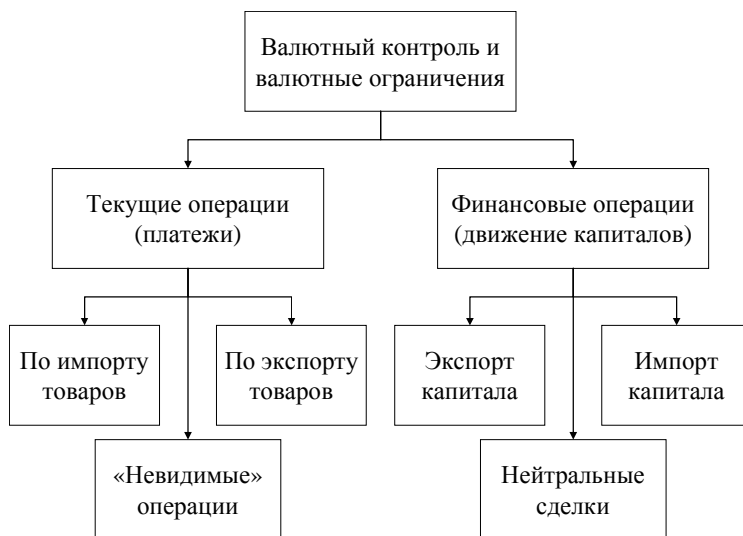 Валютный контроль и
валютные ограничения
Текущие операции
(платежи)
Финансовые операции
(движение капиталов)
По импорту
товаров
По экспорту
товаров
Экспорт
капитала
Импорт
капитала
«Невидимые»
операции
Нейтральные
сделки